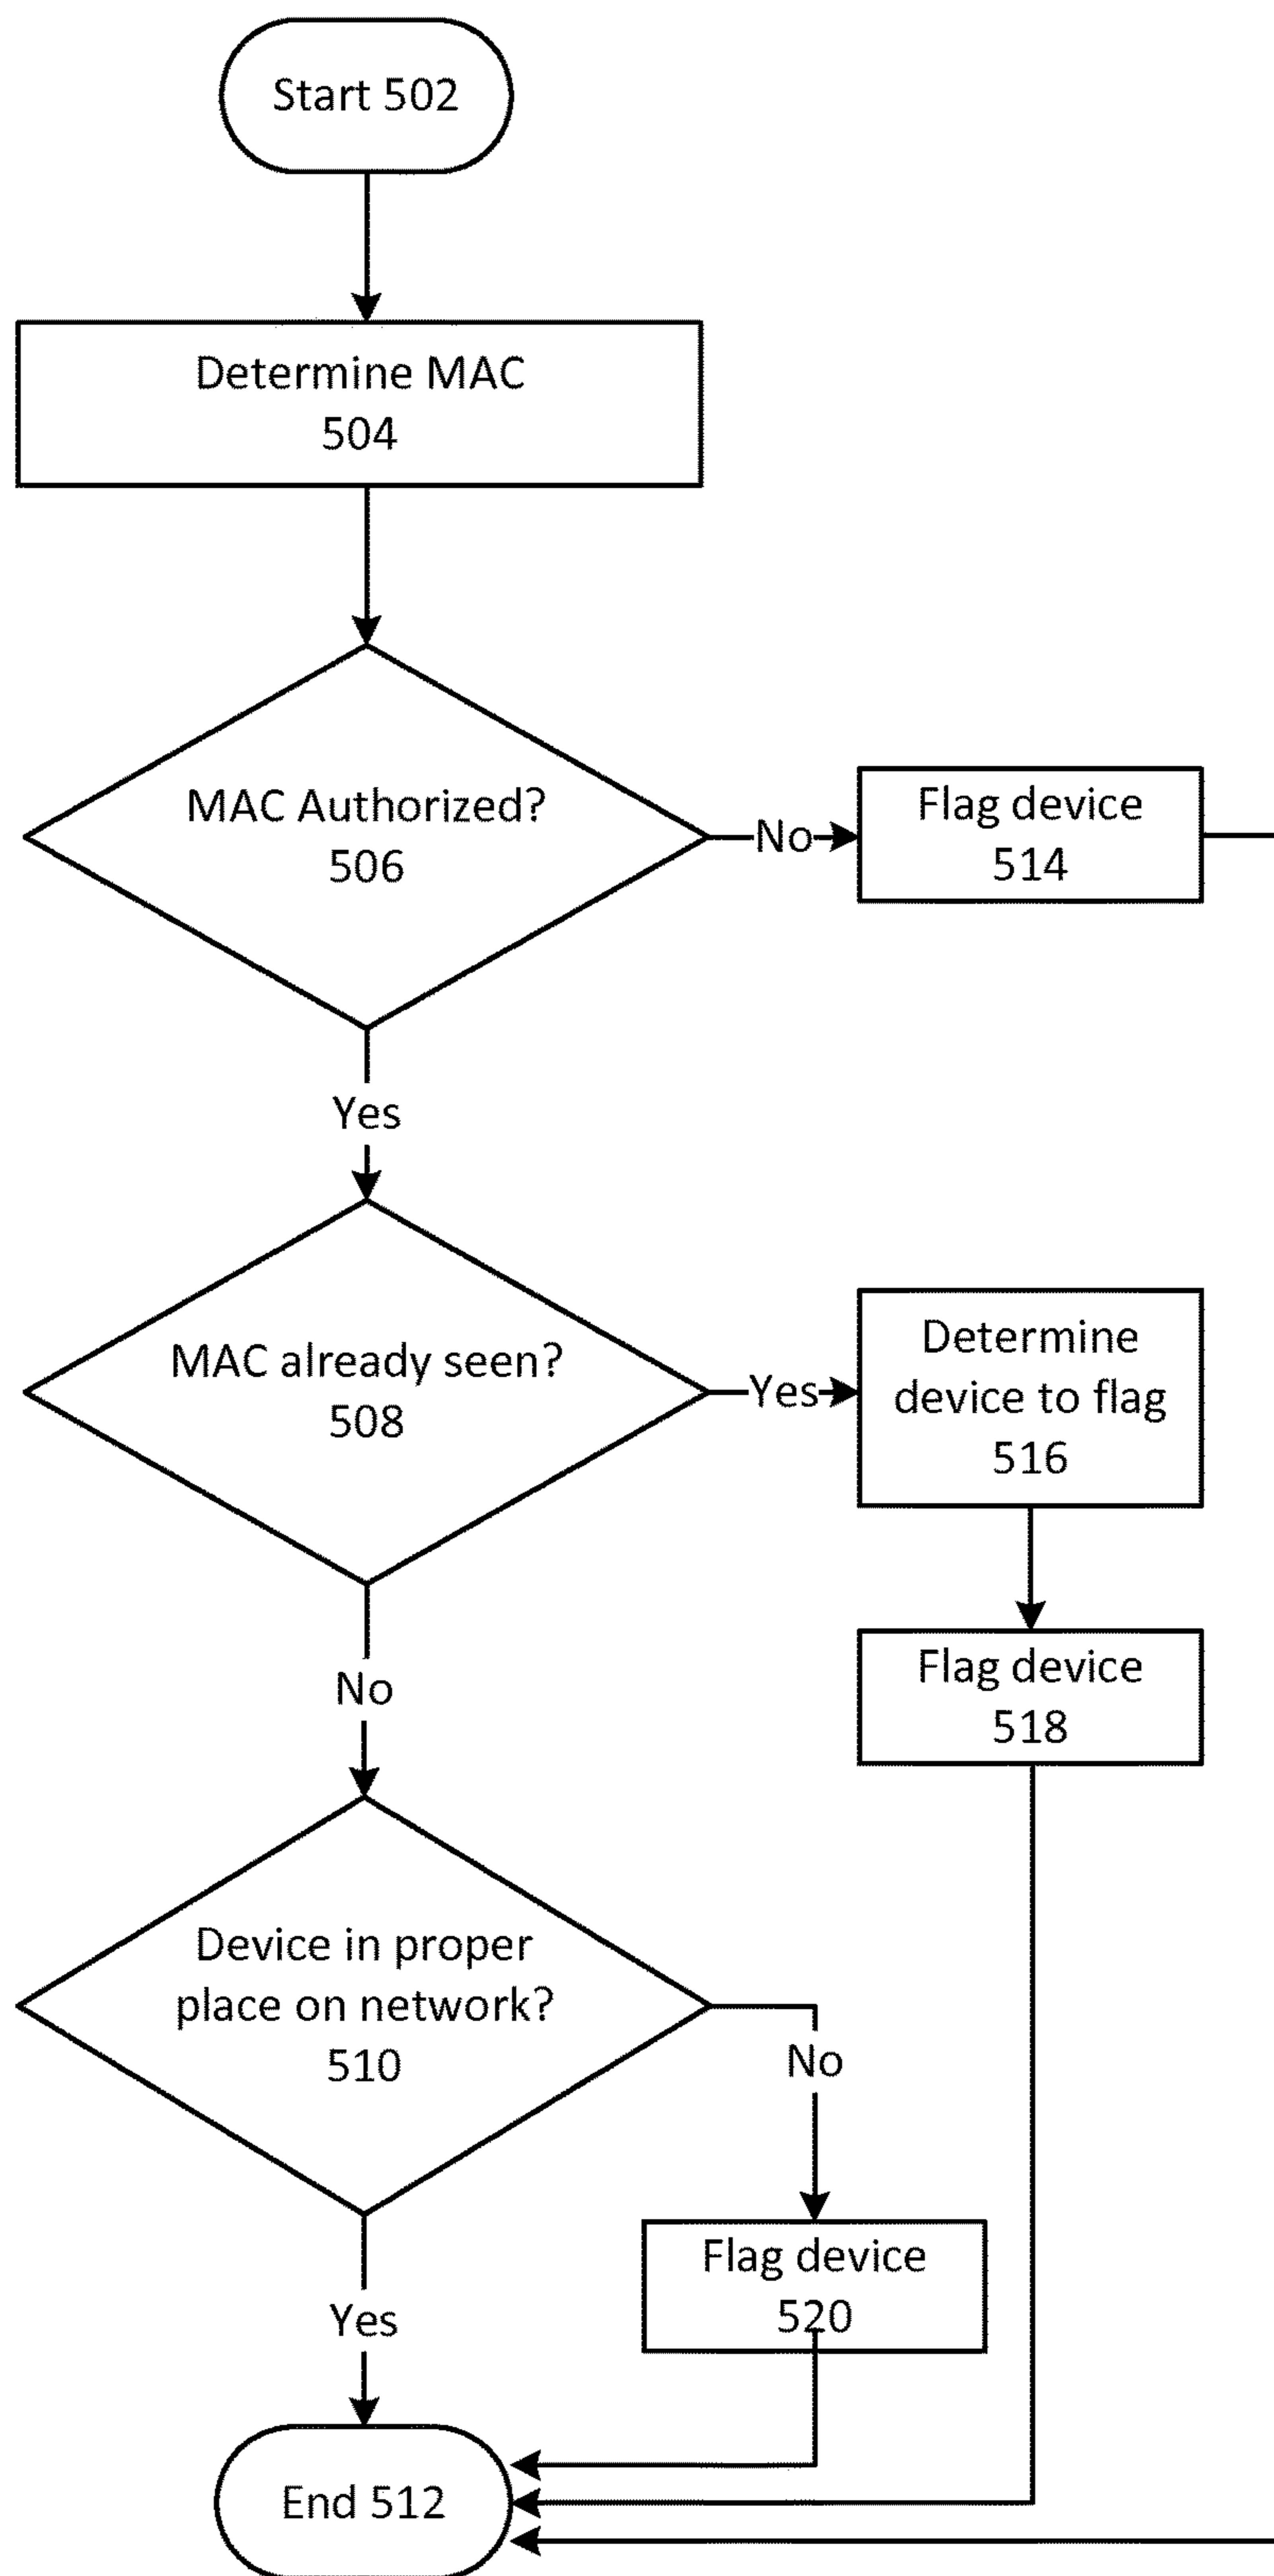 Start 502
Determine MAC
504
MAC Authorized?
506
No
Flag device
514
Yes
MAC already seen?
508
Yes
Determine
device to flag
516
Flag device
518
No
Device in proper
place on network?
510
No
Flag device
520
Yes
End 512